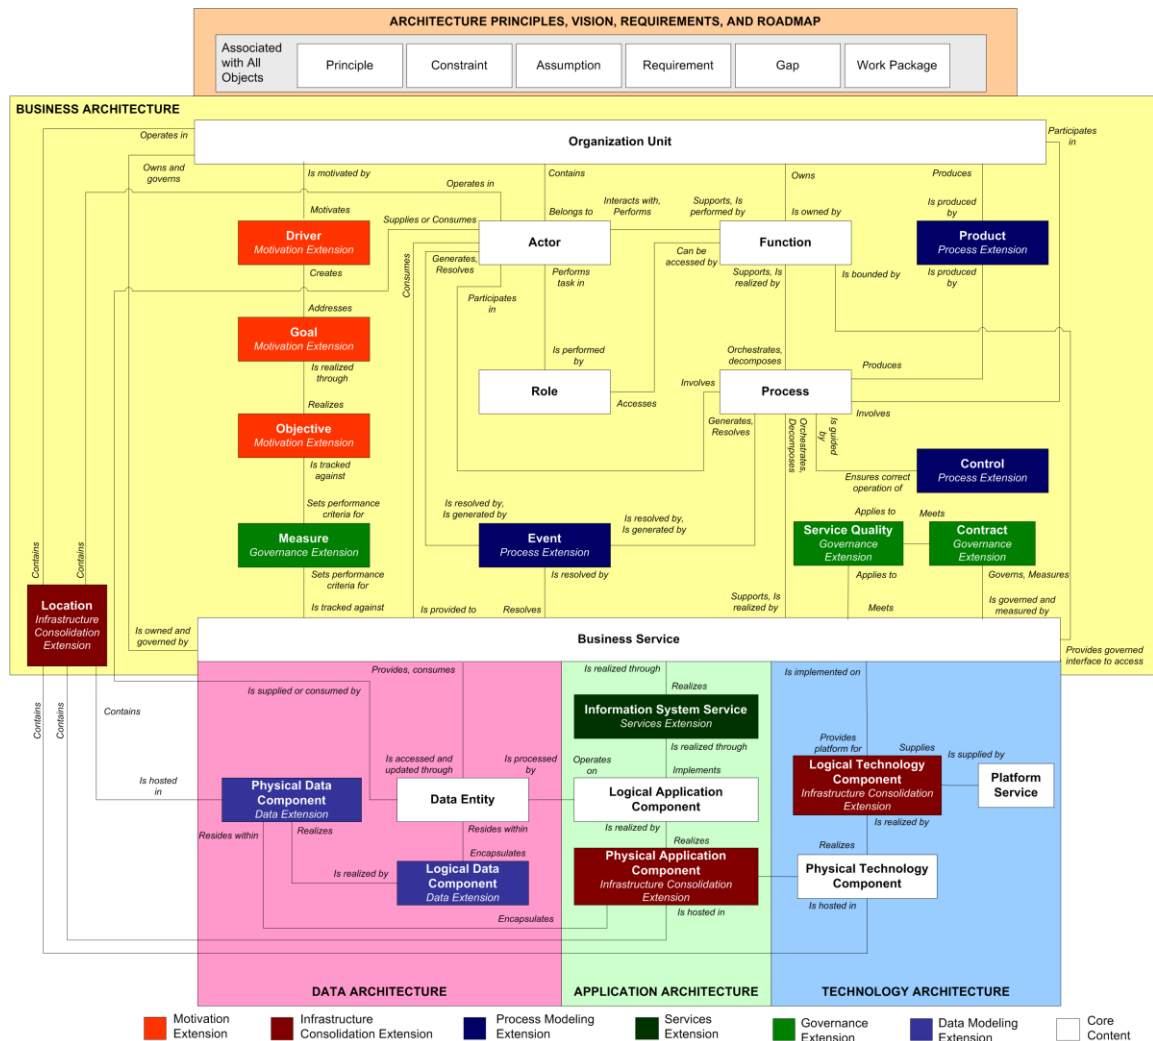 ARCHITECTURE PRINCIPLES, VISION, REQUIREMENTS, AND ROADMAP
Associated
with All
Objects
Principle
Constraint
Assumption
Requirement
Gap
Work Package
BUSINESS ARCHITECTURE
Operates in
Organization Unit
Participates
in
Owns and
governs
Is motivated by
Contains
Owns
Produces
Operates in
Motivates
Supplies or Consumes
Belongs to
Interacts with,
Performs
Supports, Is
performed by
Is owned by
Is produced
by
Driver
Motivation Extension
Actor
Function
Product
Process Extension
Creates
Consumes
Generates,
Resolves
Performs
task in
Can be
accessed by
Supports, Is
realized by
Is bounded by
Is produced
by
Participates
in
Addresses
Goal
Motivation Extension
Is realized
through
Is performed
by
Orchestrates,
decomposes
Produces
Role
Process
Involves
Accesses
Involves
Realizes
Objective
Motivation Extension
Generates,
Resolves
Orchestrates,
Decomposes
Is guided
by
Is tracked
against
Control
Process Extension
Ensures correct
operation of
Sets performance
criteria for
Is resolved by,
Is generated by
Is resolved by,
Is generated by
Applies to
Meets
Measure
Governance Extension
Event
Process Extension
Service Quality
Governance
Extension
Contract
Governance
Extension
Contains
Contains
Sets performance
criteria for
Is resolved by
Applies to
Governs, Measures
Location
Infrastructure
Consolidation
Extension
Is tracked against
Is provided to
Resolves
Supports, Is
realized by
Meets
Is governed and
measured by
Is owned and
governed by
Business Service
Provides governed
interface to access
Provides, consumes
Is realized through
Is implemented on
Contains
Contains
Contains
Is supplied or consumed by
Realizes
Information System Service
Services Extension
Is realized through
Provides
platform for
Supplies
Is supplied by
Is hosted
in
Is accessed and
updated through
Is processed
by
Operates
on
Implements
Physical Data
Component
Data Extension
Data Entity
Logical Application
Component
Logical Technology
Component
Infrastructure Consolidation
Extension
Platform
Service
Resides within
Realizes
Resides within
Is realized by
Is realized by
Encapsulates
Realizes
Realizes
Is realized by
Logical Data
Component
Data Extension
Physical Application
Component
Infrastructure Consolidation
Extension
Physical Technology
Component
Encapsulates
Is hosted in
Is hosted in
DATA ARCHITECTURE
APPLICATION ARCHITECTURE
TECHNOLOGY ARCHITECTURE
Motivation
Extension
Infrastructure
Consolidation Extension
Process Modeling
Extension
Services
Extension
Governance
Extension
Data Modeling
Extension
Core
Content